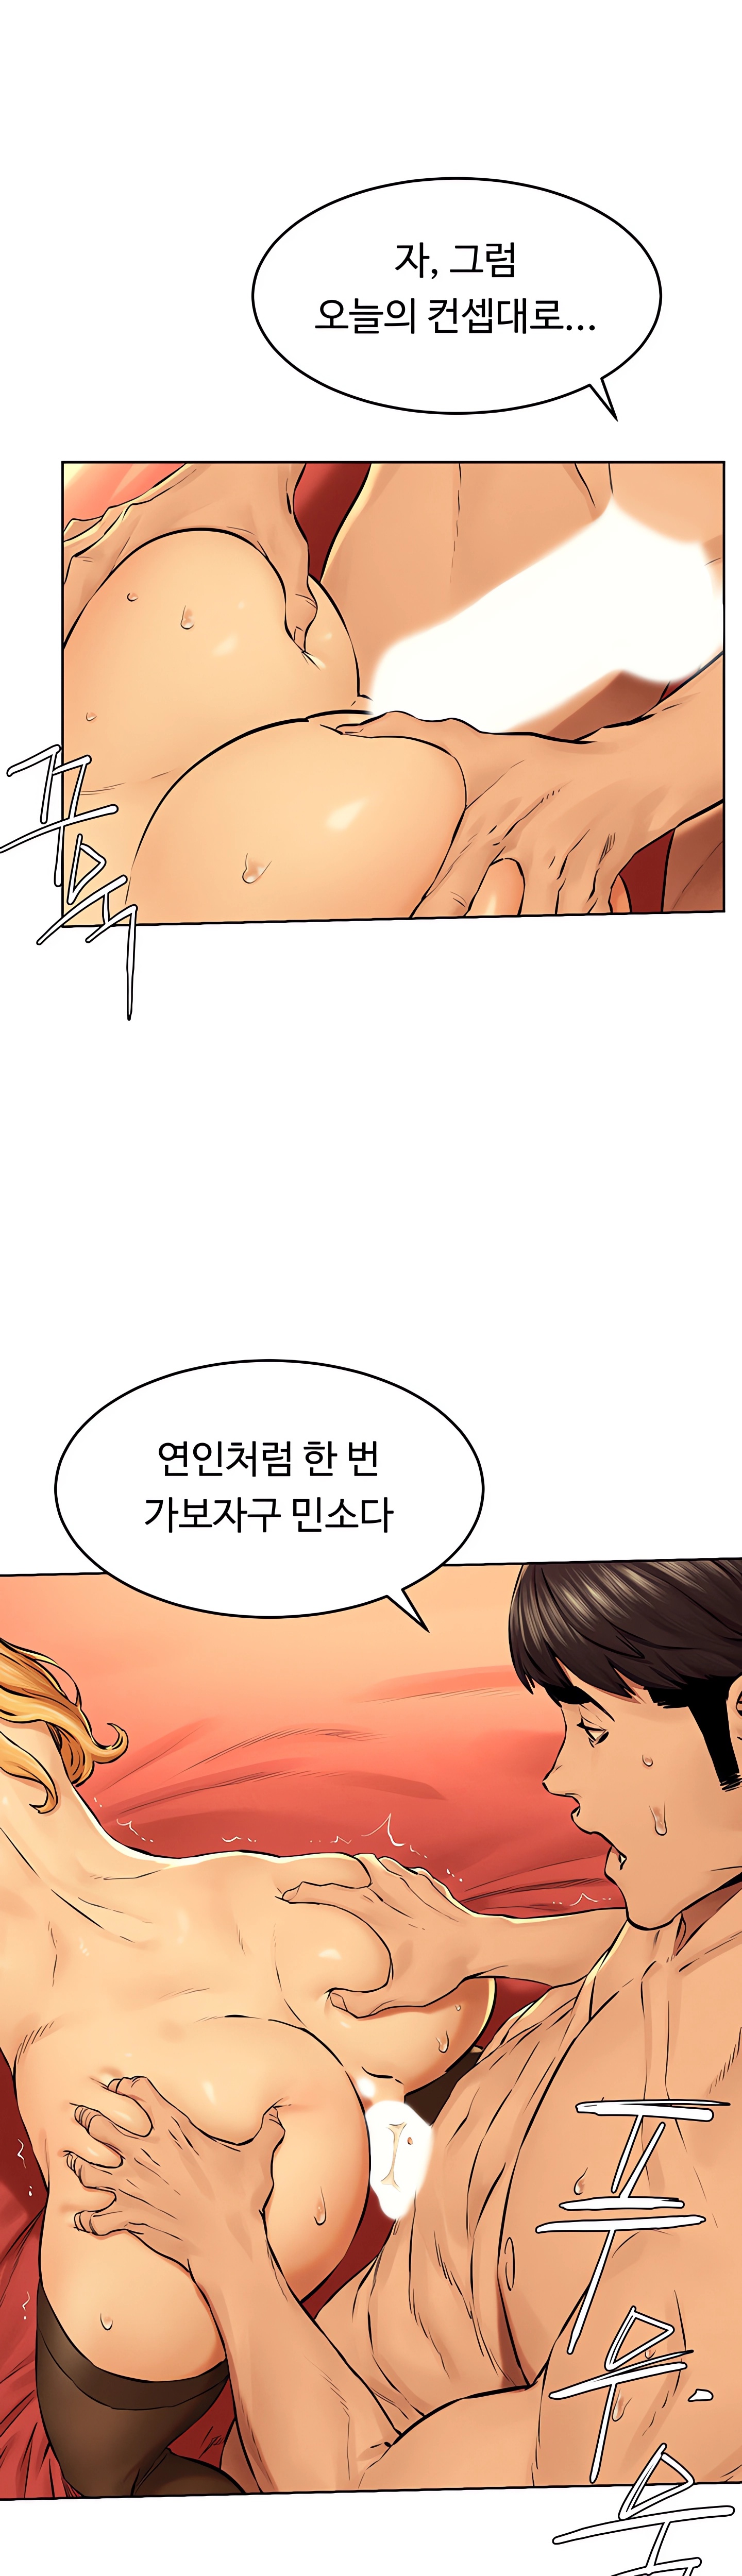 자, 그럼
오늘의 컨셉대로...
꾸욱
연인처럼 한 번
가보자구 민소다
푸우.